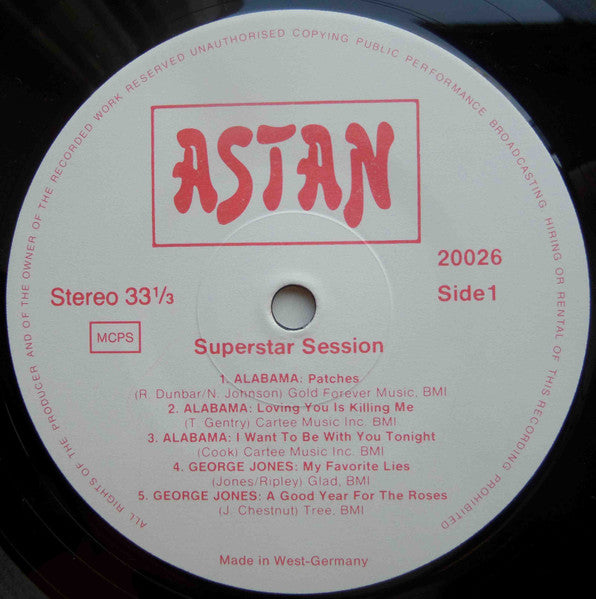 ALL RIGHTS OF THE PRODUCER AND OF THE OWNER OF THE RECORDED WORK RESERVED UNAUTHORISED COPYING PUBLIC PERFORMANCE BROADCASTING HIRING OR RENTAL OF THIS RECORDING PROHIBITED
ASTAN
20026
Stereo 33 1/3
Side 1
MCPS
Superstar Session
1. ALABAMA: Patches
(R. Dunbar/N. Johnson) Gold Forever Music, BMI
2. ALABAMA: Loving You Is Killing Me
(T. Gentry) Cartee Music Inc. BMI
3. ALABAMA: I Want To Be With You Tonight
(Cook) Cartee Music Inc. BMI
4. GEORGE JONES: My Favorite Lies
(Jones/Ripley) Glad, BMI
5. GEORGE JONES: A Good Year For The Roses
(J. Chestnut) Tree, BMI
Made in West-Germany